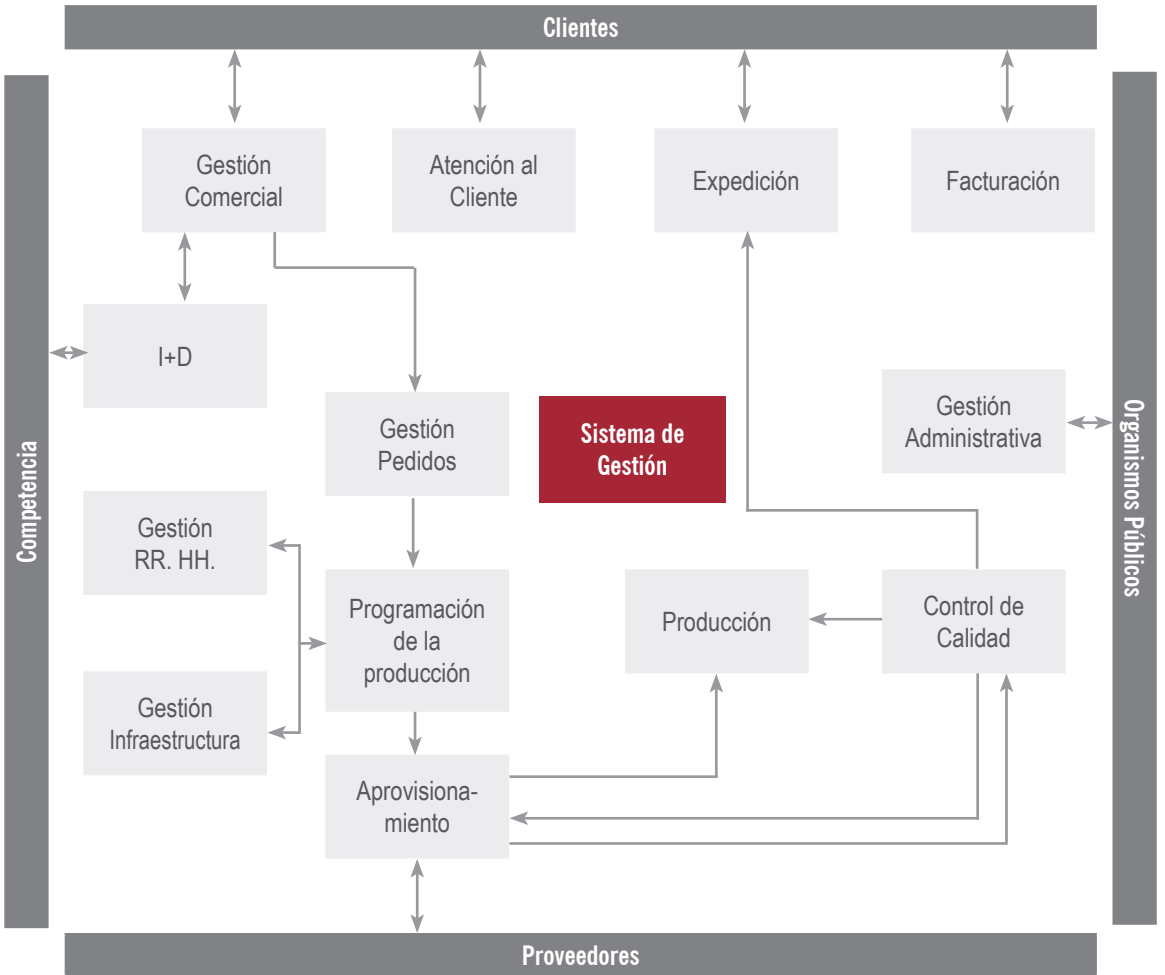 Clientes
Gestión
Comercial
Atención al
Cliente
Expedición
Facturación
I+D
Gestión
Pedidos
Sistema de
Gestión
Gestión
Administrativa
Competencia
Organismos Públicos
Gestión
RR. HH.
Programación
de la
producción
Producción
Control de
Calidad
Gestión
Infraestructura
Aprovisiona-
miento
Proveedores